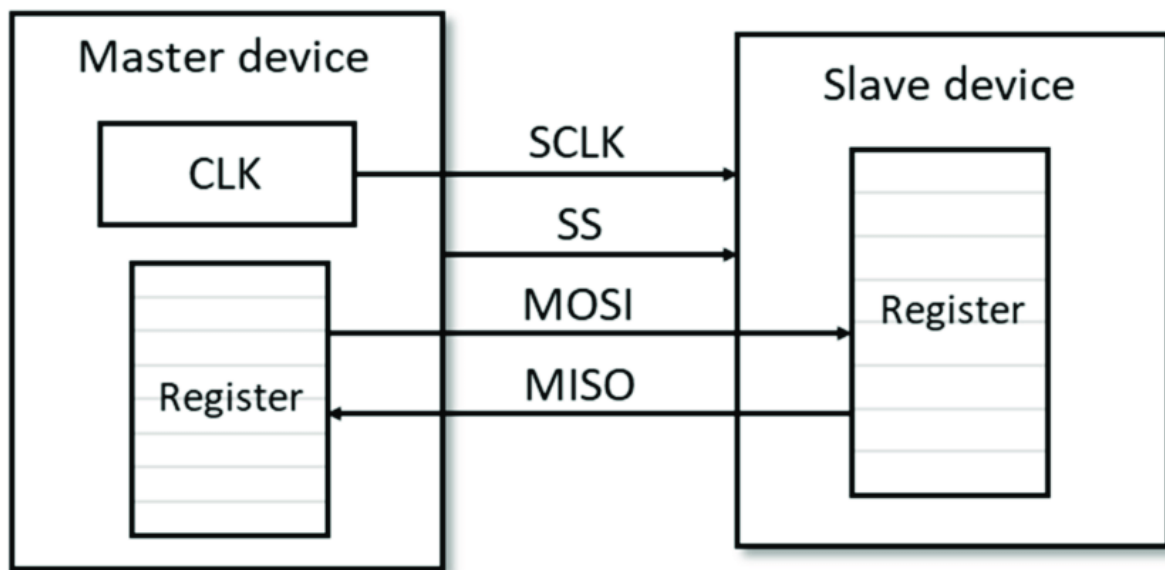 Master device
CLK
Register
SCLK
SS
MOSI
MISO
Slave device
Register